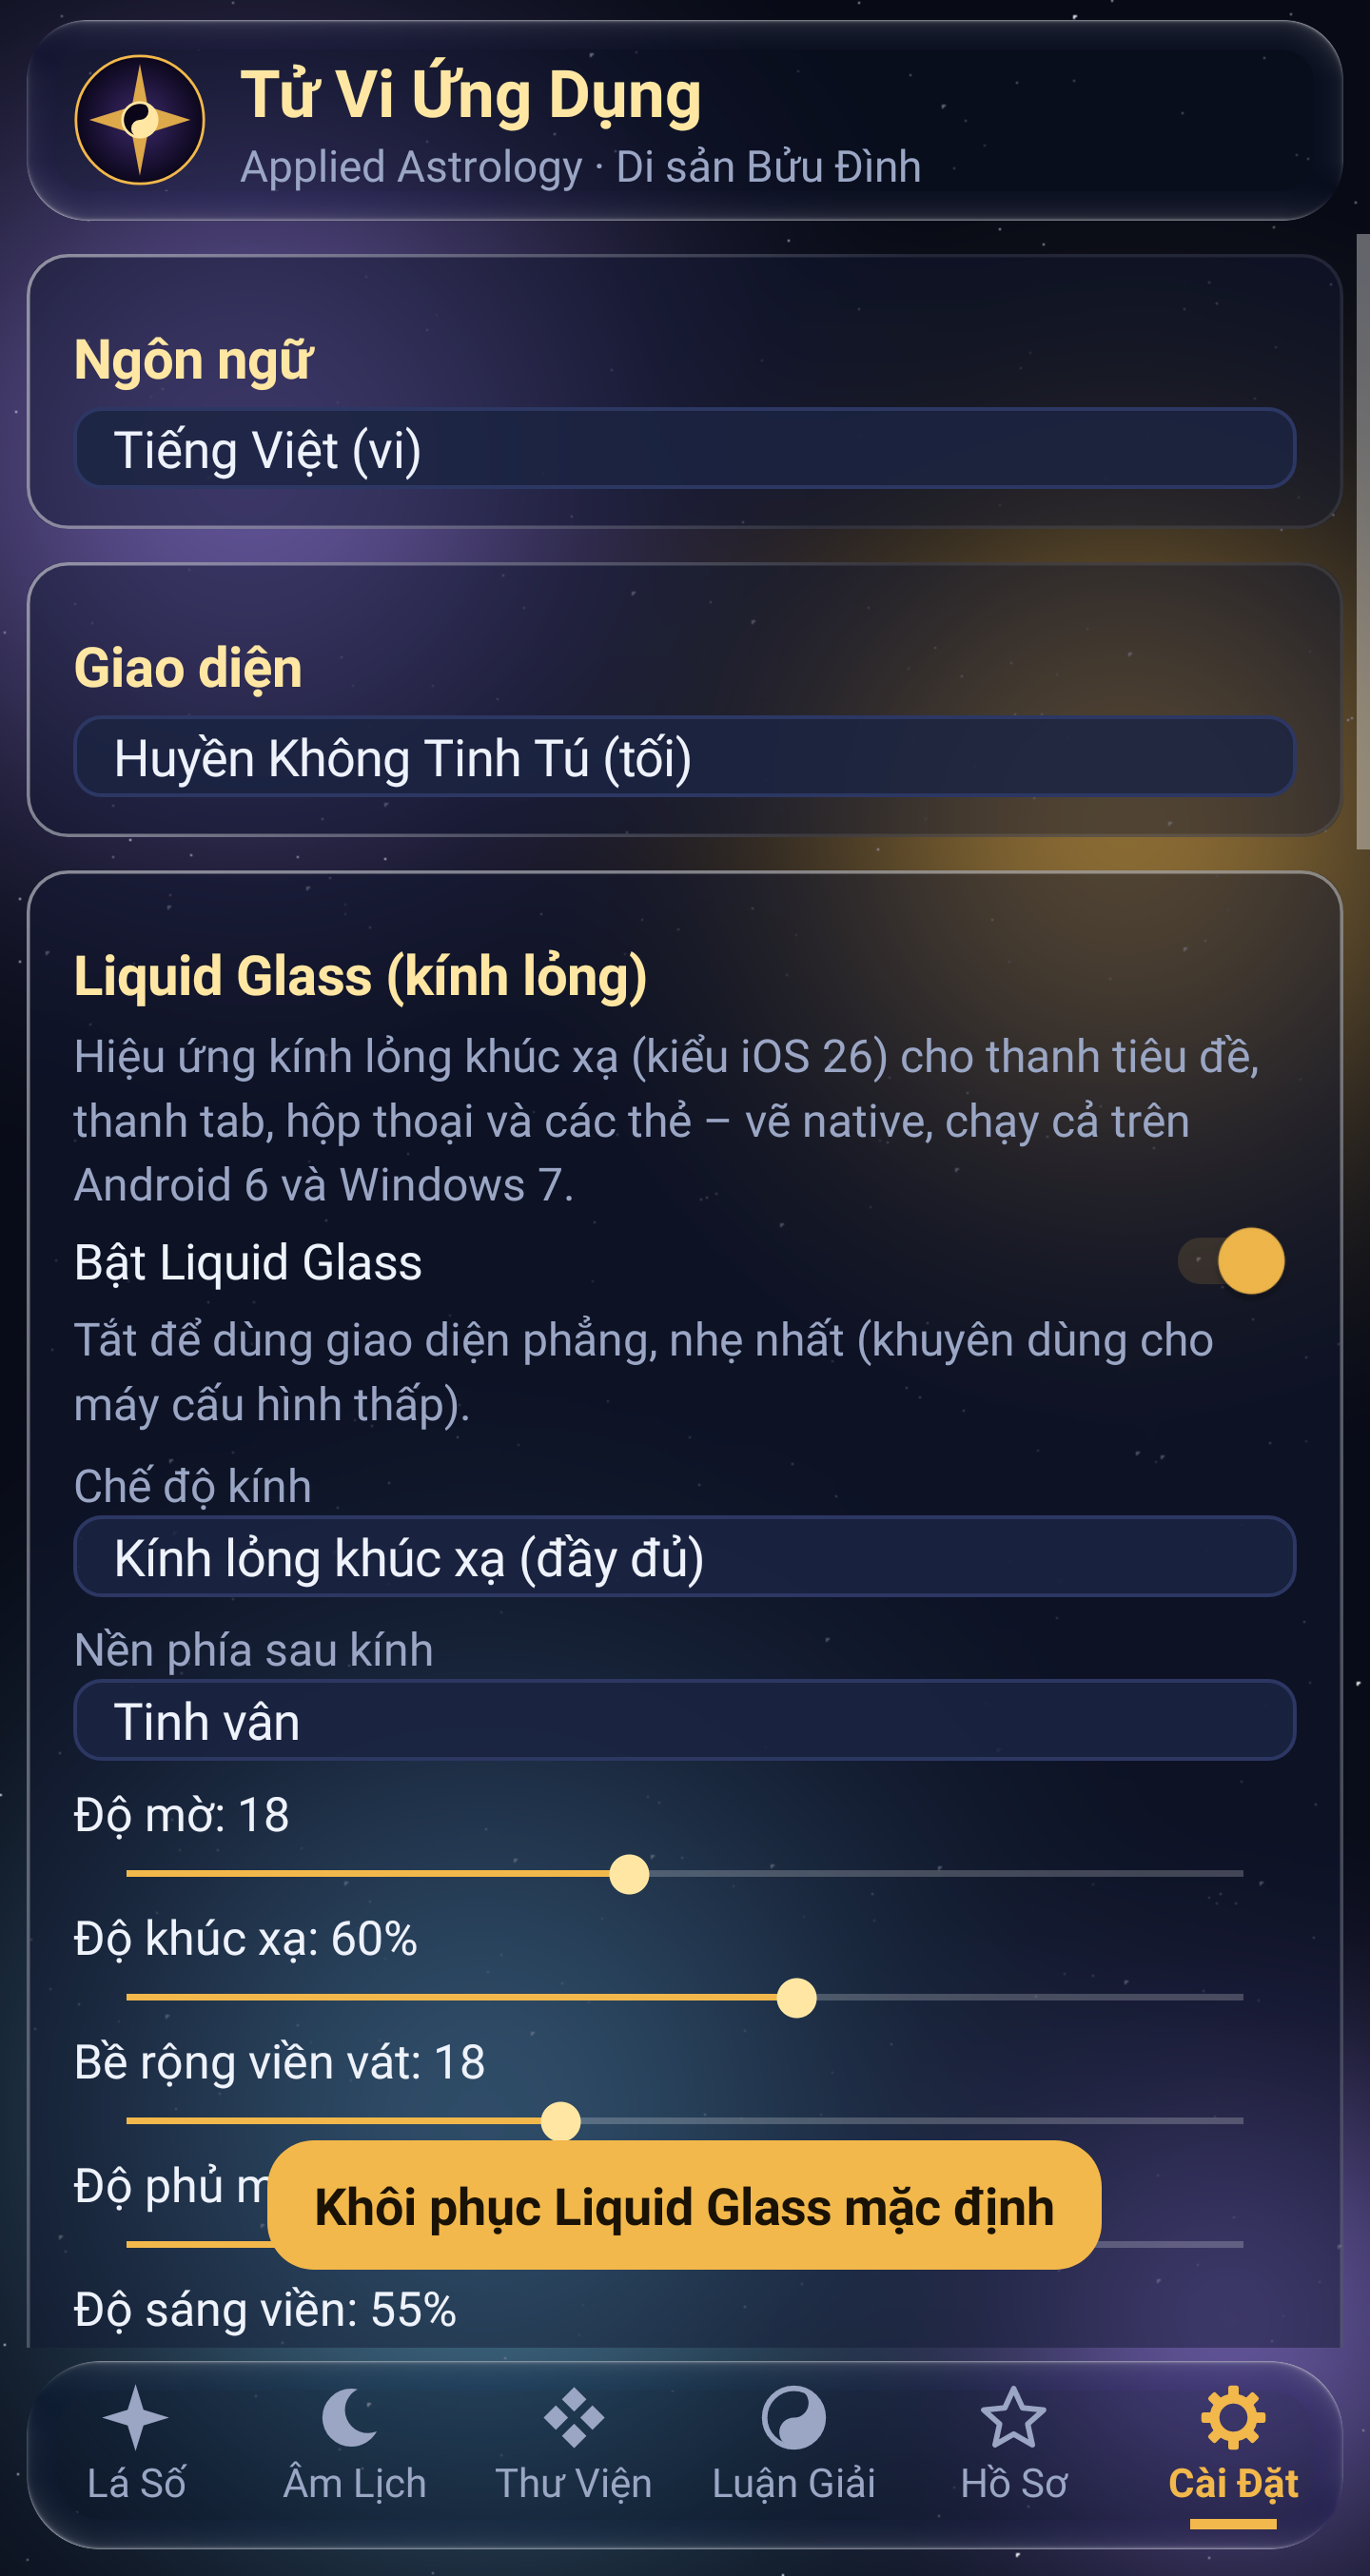 Tử Vi Ứng Dụng
Applied Astrology · Di sản Bửu Đình
Ngôn ngữ
Tiếng Việt (vi)
Giao diện
Huyền Không Tinh Tú (tối)
Liquid Glass (kính lỏng)
Hiệu ứng kính lỏng khúc xạ (kiểu iOS 26) cho thanh tiêu đề,
thanh tab, hộp thoại và các thẻ – vẽ native, chạy cả trên
Android 6 và Windows 7.
Bật Liquid Glass
Tắt để dùng giao diện phẳng, nhẹ nhất (khuyên dùng cho
máy cấu hình thấp).
Chế độ kính
Kính lỏng khúc xạ (đầy đủ)
Nền phía sau kính
Tinh vân
Độ mờ: 18
Độ khúc xạ: 60%
Bề rộng viền vát: 18
Độ phủ
Khôi phục Liquid Glass mặc định
Độ sáng viền: 55%
Lá Số
Âm Lịch
Thư Viện
Luận Giải
Hồ Sơ
Cài Đặt